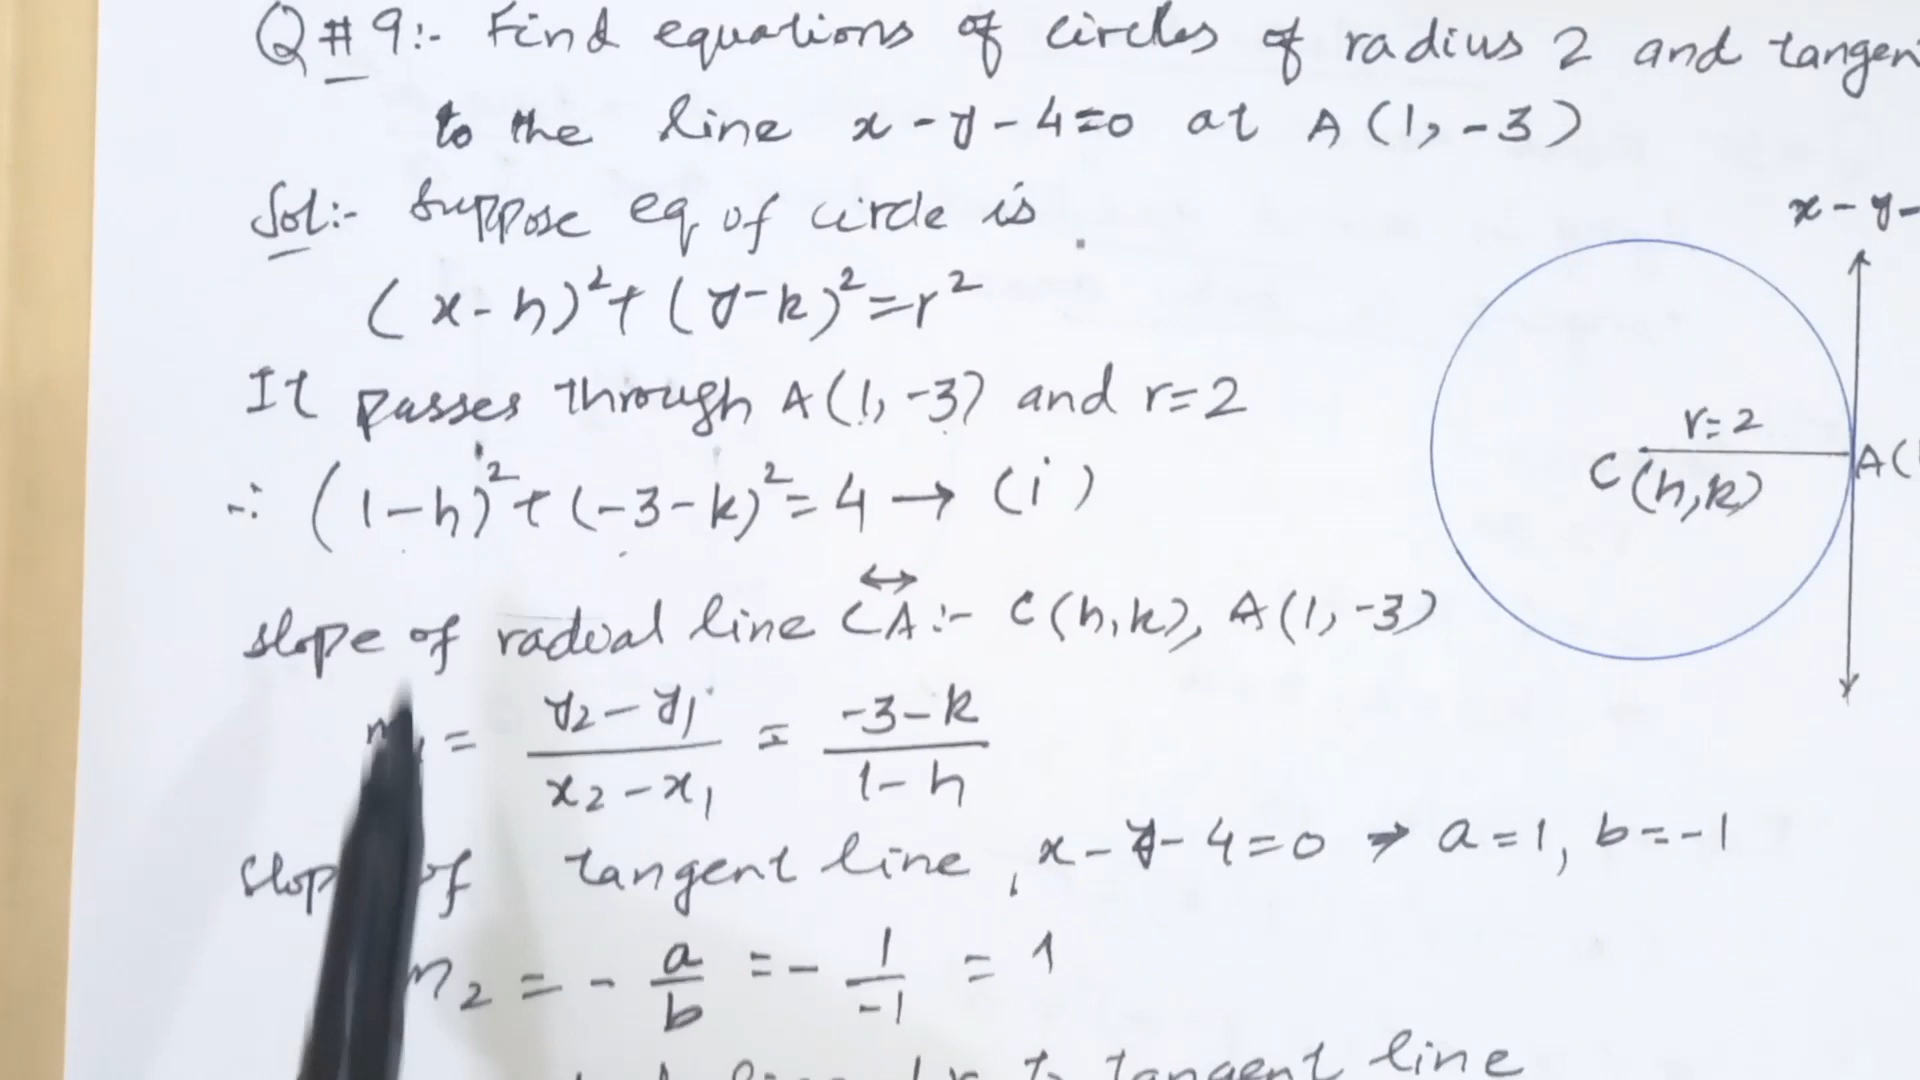 Q#9:- Find equations of circles of radius 2 and tangen
to the line x-y-4=0 at A(1,-3)
Sol:- Suppose eq of circle is
(x-h)²+(y-k)²=r²
It passes through A(1,-3) and r=2
∴ (1-h)²+(-3-k)²=4 → (i)
slope of radial line CA:- C(h,k), A(1,-3)
= y₂-y₁/x₂-x₁ = -3-k/1-h
of tangent line, x-y-4=0 ⇒ a=1, b=-1
m₂ = - a/b = - 1/-1 = 1
to tangent line
x-y-
r=2
C(h,k)
A(